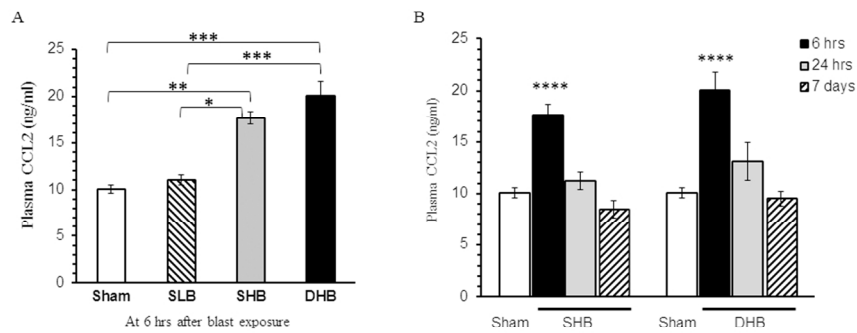 A
Plasma CCL2 (ng/ml)
25
20
15
10
5
0
***
***
**
*
Sham SLB SHB DHB
At 6 hrs after blast exposure
B
Plasma CCL2 (ng/ml)
25
20
15
10
5
0
****
****
6 hrs
24 hrs
7 days
Sham SHB Sham DHB